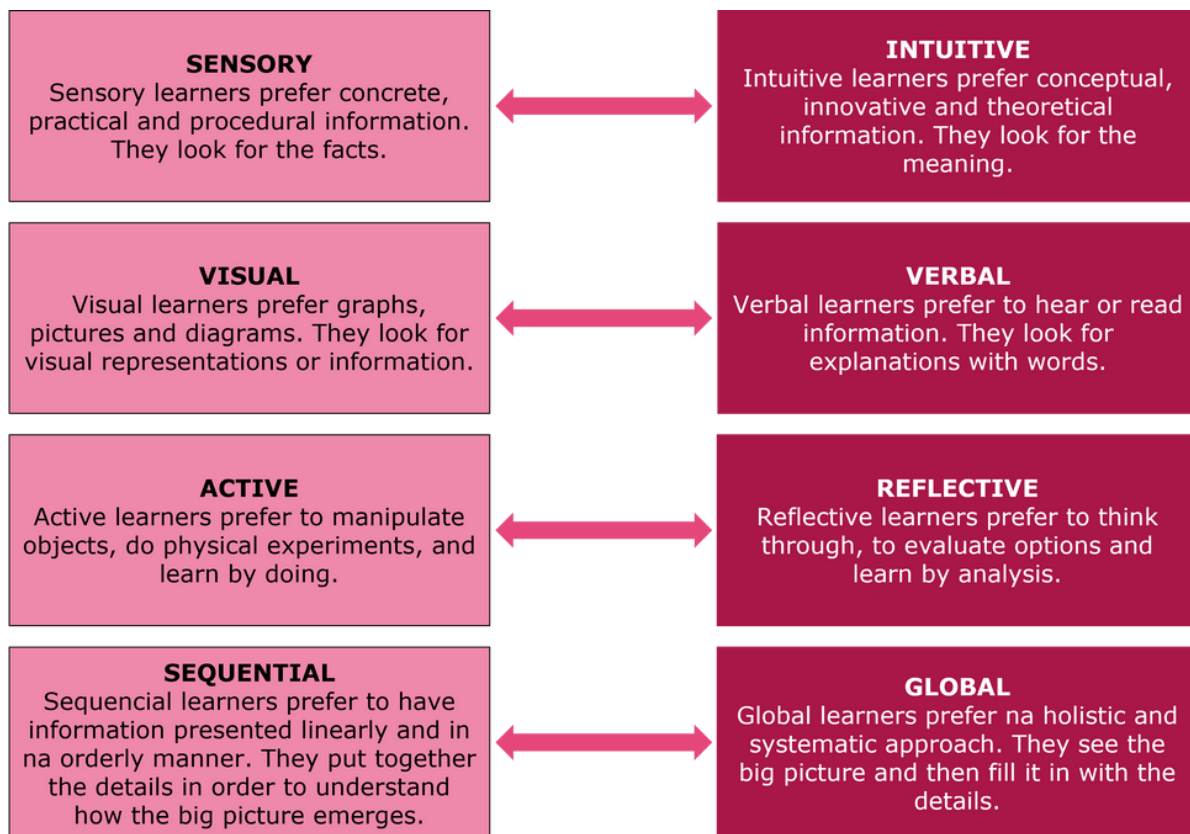 SENSORY
Sensory learners prefer concrete,
practical and procedural information.
They look for the facts.
INTUITIVE
Intuitive learners prefer conceptual,
innovative and theoretical
information. They look for the
meaning.
VISUAL
Visual learners prefer graphs,
pictures and diagrams. They look for
visual representations or information.
VERBAL
Verbal learners prefer to hear or read
information. They look for
explanations with words.
ACTIVE
Active learners prefer to manipulate
objects, do physical experiments, and
learn by doing.
REFLECTIVE
Reflective learners prefer to think
through, to evaluate options and
learn by analysis.
SEQUENTIAL
Sequencial learners prefer to have
information presented linearly and in
na orderly manner. They put together
the details in order to understand
how the big picture emerges.
GLOBAL
Global learners prefer na holistic and
systematic approach. They see the
big picture and then fill it in with the
details.